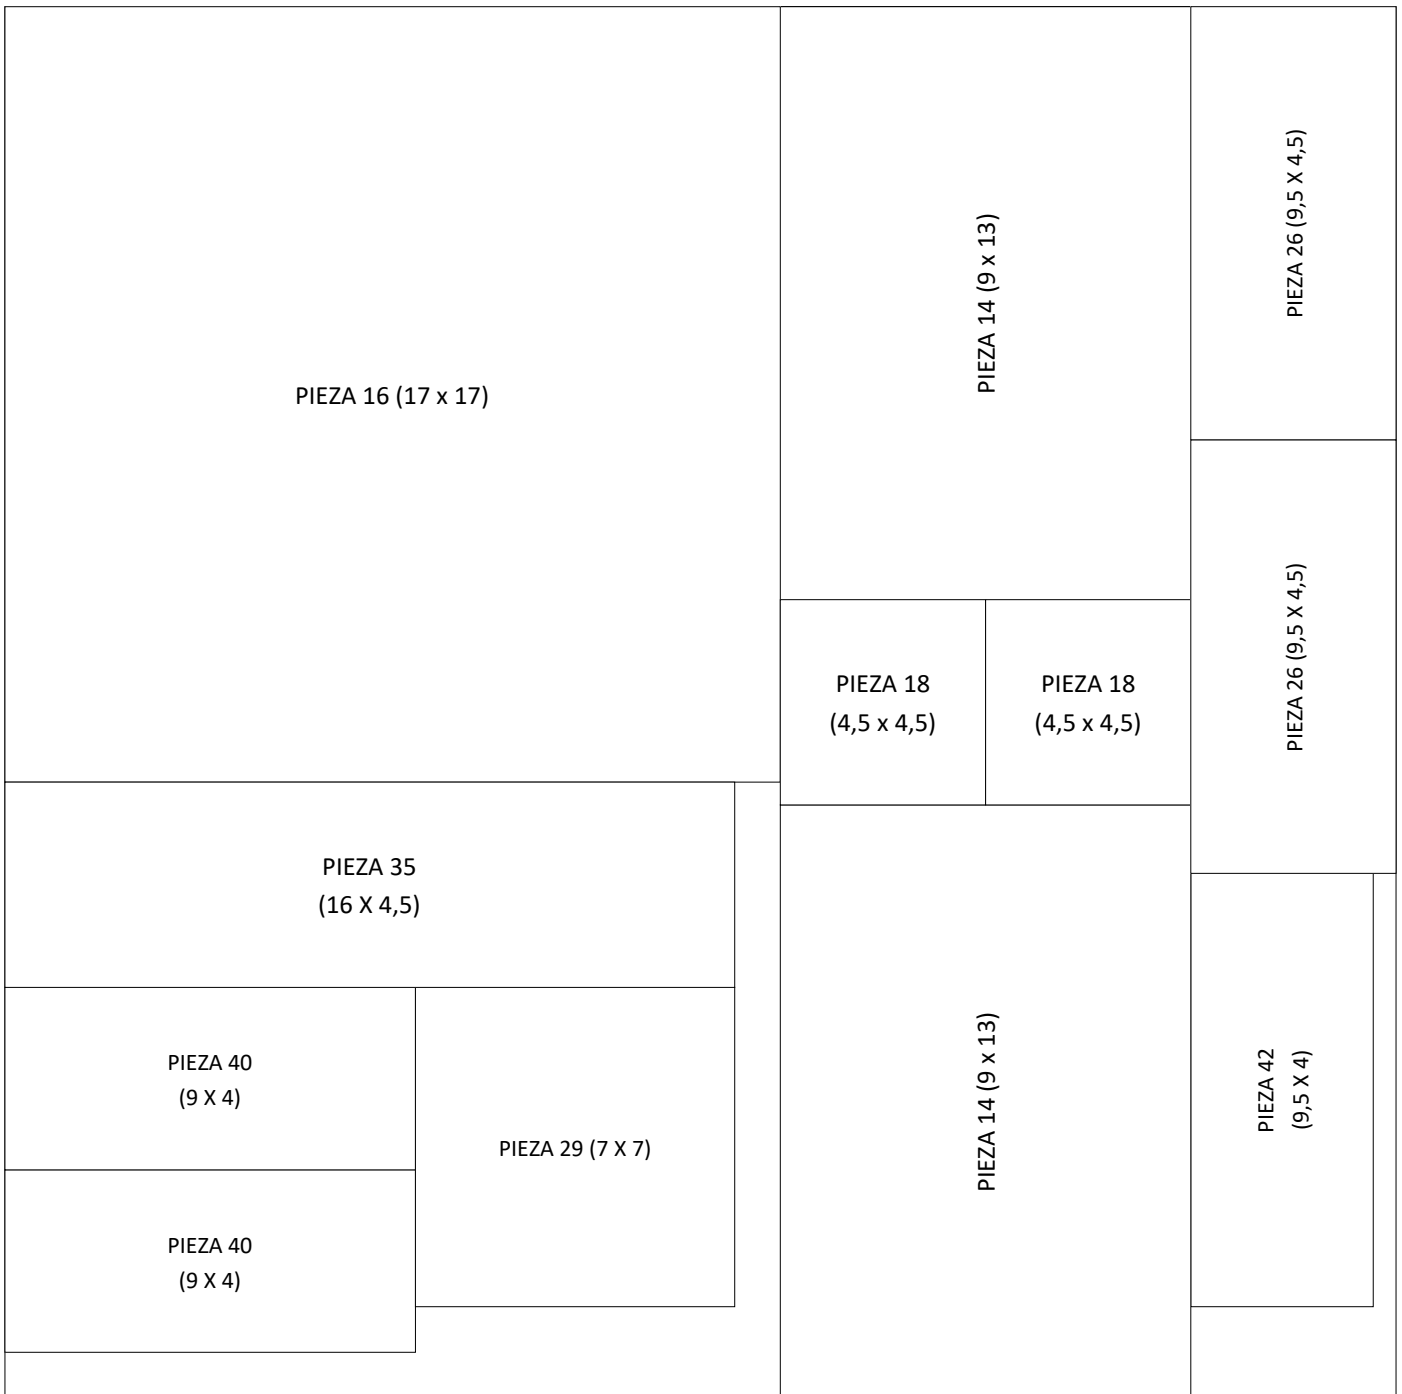 PIEZA 16 (17 x 17)
PIEZA 14 (9 x 13)
PIEZA 26 (9,5 X 4,5)
PIEZA 18
(4,5 x 4,5)
PIEZA 18
(4,5 x 4,5)
PIEZA 26 (9,5 X 4,5)
PIEZA 35
(16 X 4,5)
PIEZA 40
(9 X 4)
PIEZA 29 (7 X 7)
PIEZA 40
(9 X 4)
PIEZA 14 (9 x 13)
PIEZA 42
(9,5 X 4)